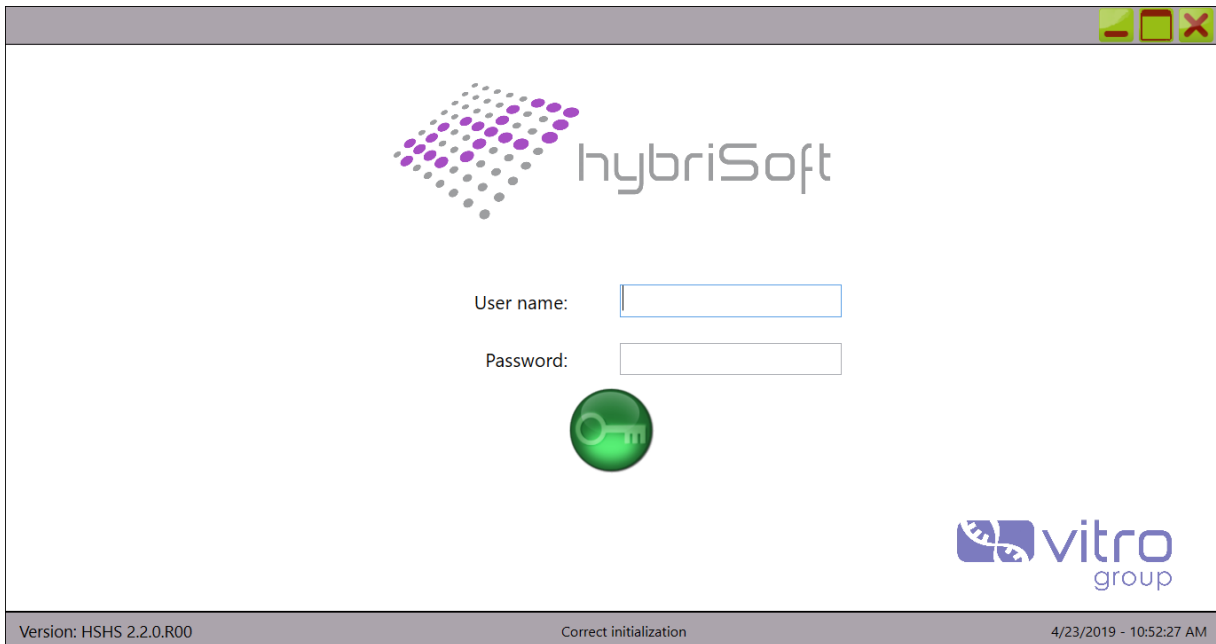 hybriSoft
User name:
Password:
vitro
group
Version: HSHS 2.2.0.R00
Correct initialization
4/23/2019 - 10:52:27 AM